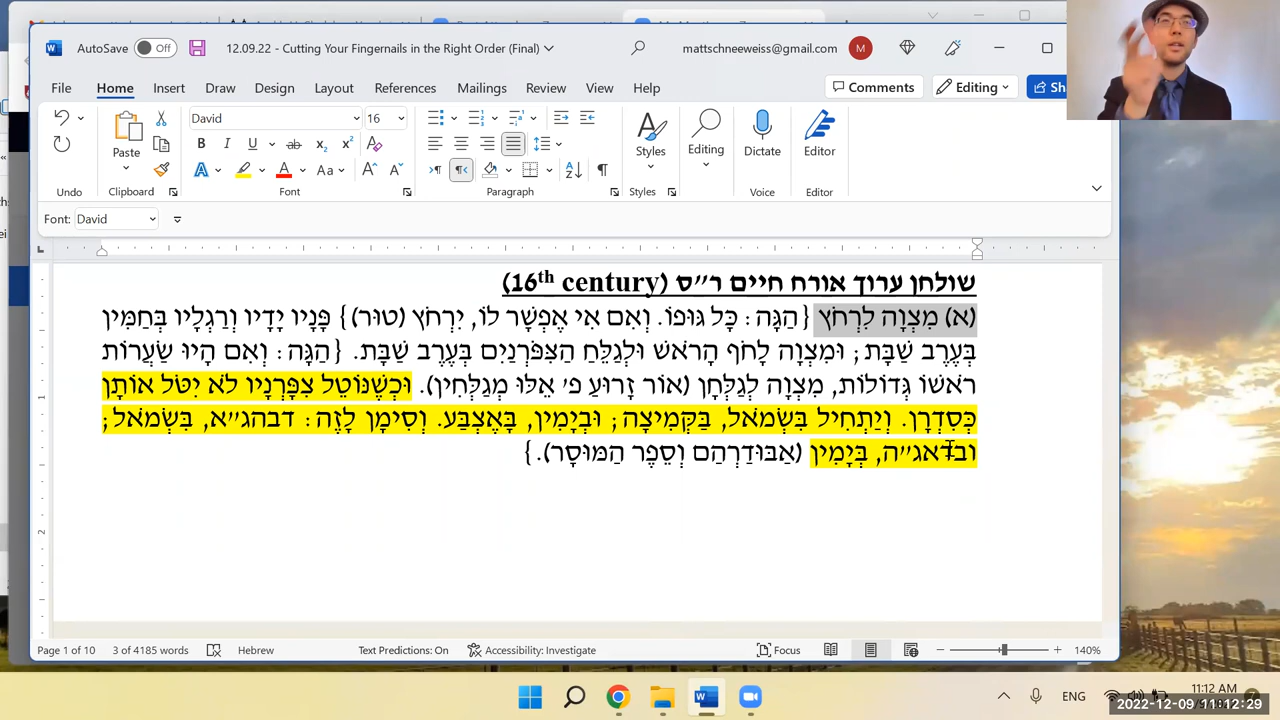 AutoSave Off 12.09.22 - Cutting Your Fingernails in the Right Order (Final) mattschneeweiss@gmail.com M
File Home Insert Draw Design Layout References Mailings Review View Help Comments Editing Sh
David 16
Paste Styles Editing Dictate Editor
Undo Clipboard Font Paragraph Styles Voice Editor
Font: David
שולחן ערוך אורח חיים ר״ס (16th century)
(א) מִצְוָה לִרְחֹץ {הַגָּה: כָּל גּוּפוֹ. וְאִם אִי אֶפְשָׁר לוֹ, יִרְחֹץ (טוּר)} פָּנָיו יָדָיו וְרַגְלָיו בְּחַמִּין
בְּעֶרֶב שַׁבָּת; וּמִצְוָה לָחֹף הָרֹאשׁ וּלְגַלֵּחַ הַצִּפֹּרְנַיִם בְּעֶרֶב שַׁבָּת. {הַגָּה: וְאִם הָיוּ שַׂעֲרוֹת
רֹאשׁוֹ גְּדוֹלוֹת, מִצְוָה לְגַלְּחָן (אוֹר זָרוּעַ פ׳ אֵלּוּ מְגַלְּחִין). וּכְשֶׁנּוֹטֵל צִפָּרְנָיו לֹא יִטֹּל אוֹתָן
כְּסִדְרָן. וְיַתְחִיל בִּשְׂמֹאל, בַּקְּמִיצָה; וּבְיָמִין, בָּאֶצְבַּע. וְסִימָן לָזֶה: דבהג״א, בִּשְׂמֹאל;
ובדאג״ה, בְּיָמִין (אַבּוּדַרְהַם וְסֵפֶר הַמּוּסָר).}
Page 1 of 10 3 of 4185 words Hebrew Text Predictions: On Accessibility: Investigate Focus 140%
ENG 11:12 AM
2022-12-09 11:12:29